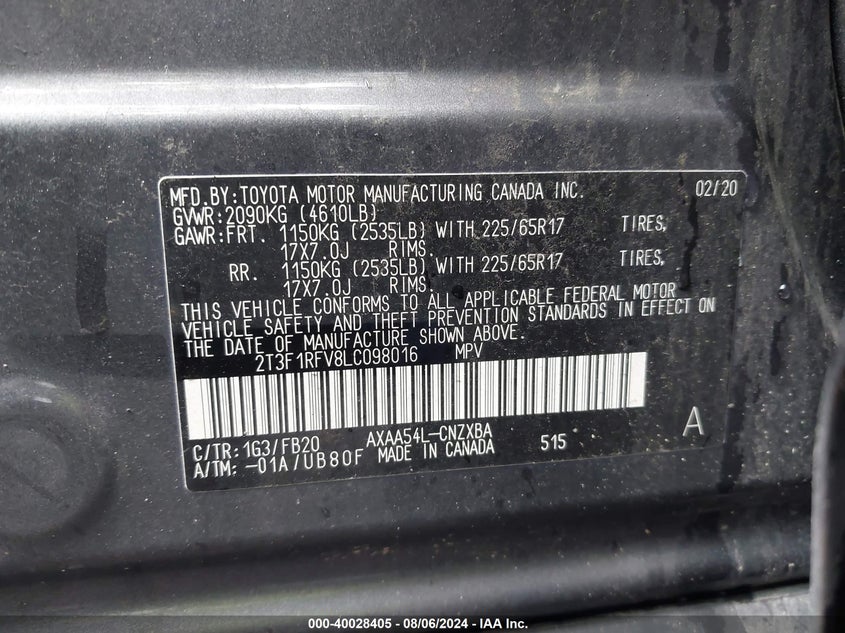 MFD.BY:TOYOTA MOTOR MANUFACTURING CANADA INC. 02/20
GVWR:2090KG (4610LB)
GAWR:FRT. 1150KG (2535LB) WITH 225/65R17 TIRES,
17X7.0J RIMS.
RR. 1150KG (2535LB) WITH 225/65R17 TIRES,
17X7.0J RIMS.
THIS VEHICLE CONFORMS TO ALL APPLICABLE FEDERAL MOTOR
VEHICLE SAFETY AND THEFT PREVENTION STANDARDS IN EFFECT ON
THE DATE OF MANUFACTURE SHOWN ABOVE.
2T3F1RFV8LC098016 MPV
C/TR:1G3/FB20 AXAA54L-CNZXBA 515 A
A/TM:-01A/UB80F MADE IN CANADA
000-40028405 - 08/06/2024 - IAA Inc.